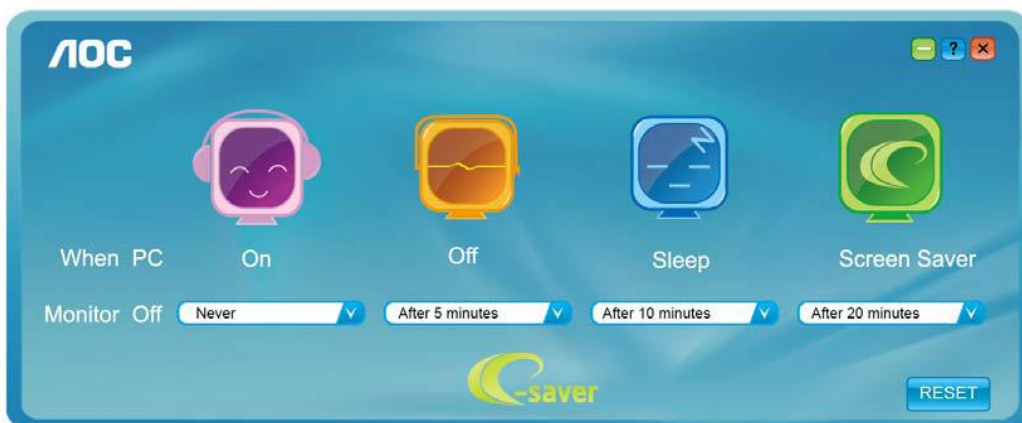 AOC
?
When PC On Off Sleep Screen Saver
Monitor Off Never After 5 minutes After 10 minutes After 20 minutes
e-saver
RESET